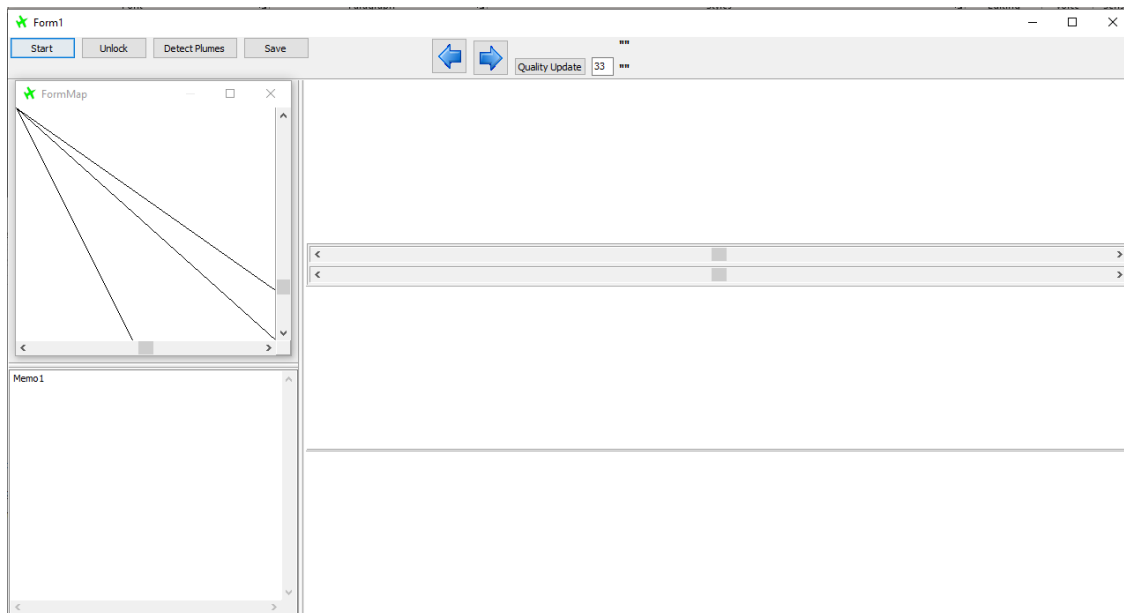 Form1
Start Unlock Detect Plumes Save
""
Quality Update 33 ""
FormMap
Memo1